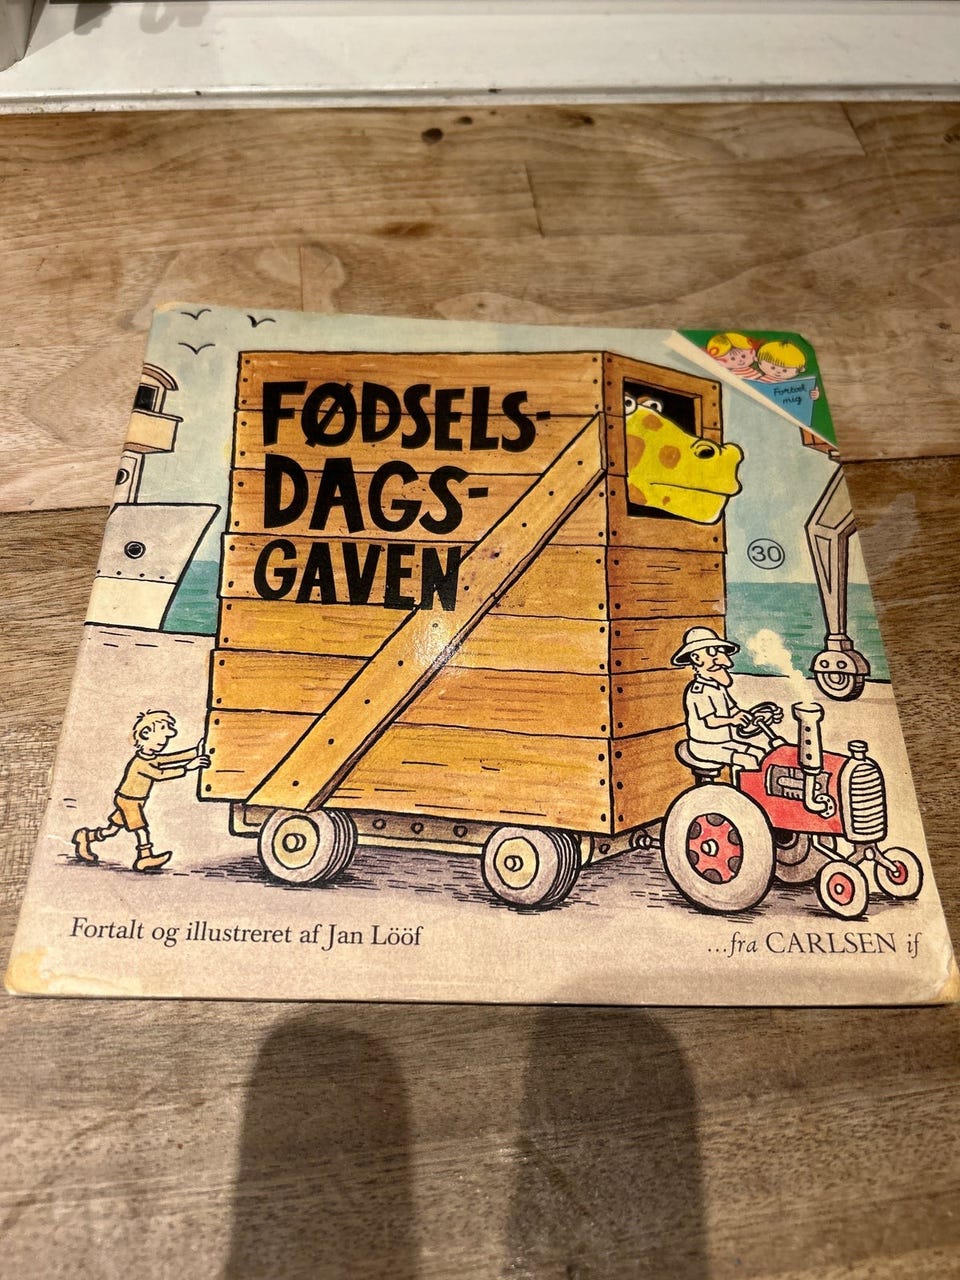 FØDSELS-
DAGS-
GAVEN
Fortæl
mig
30
Fortalt og illustreret af Jan Lööf
...fra CARLSEN if